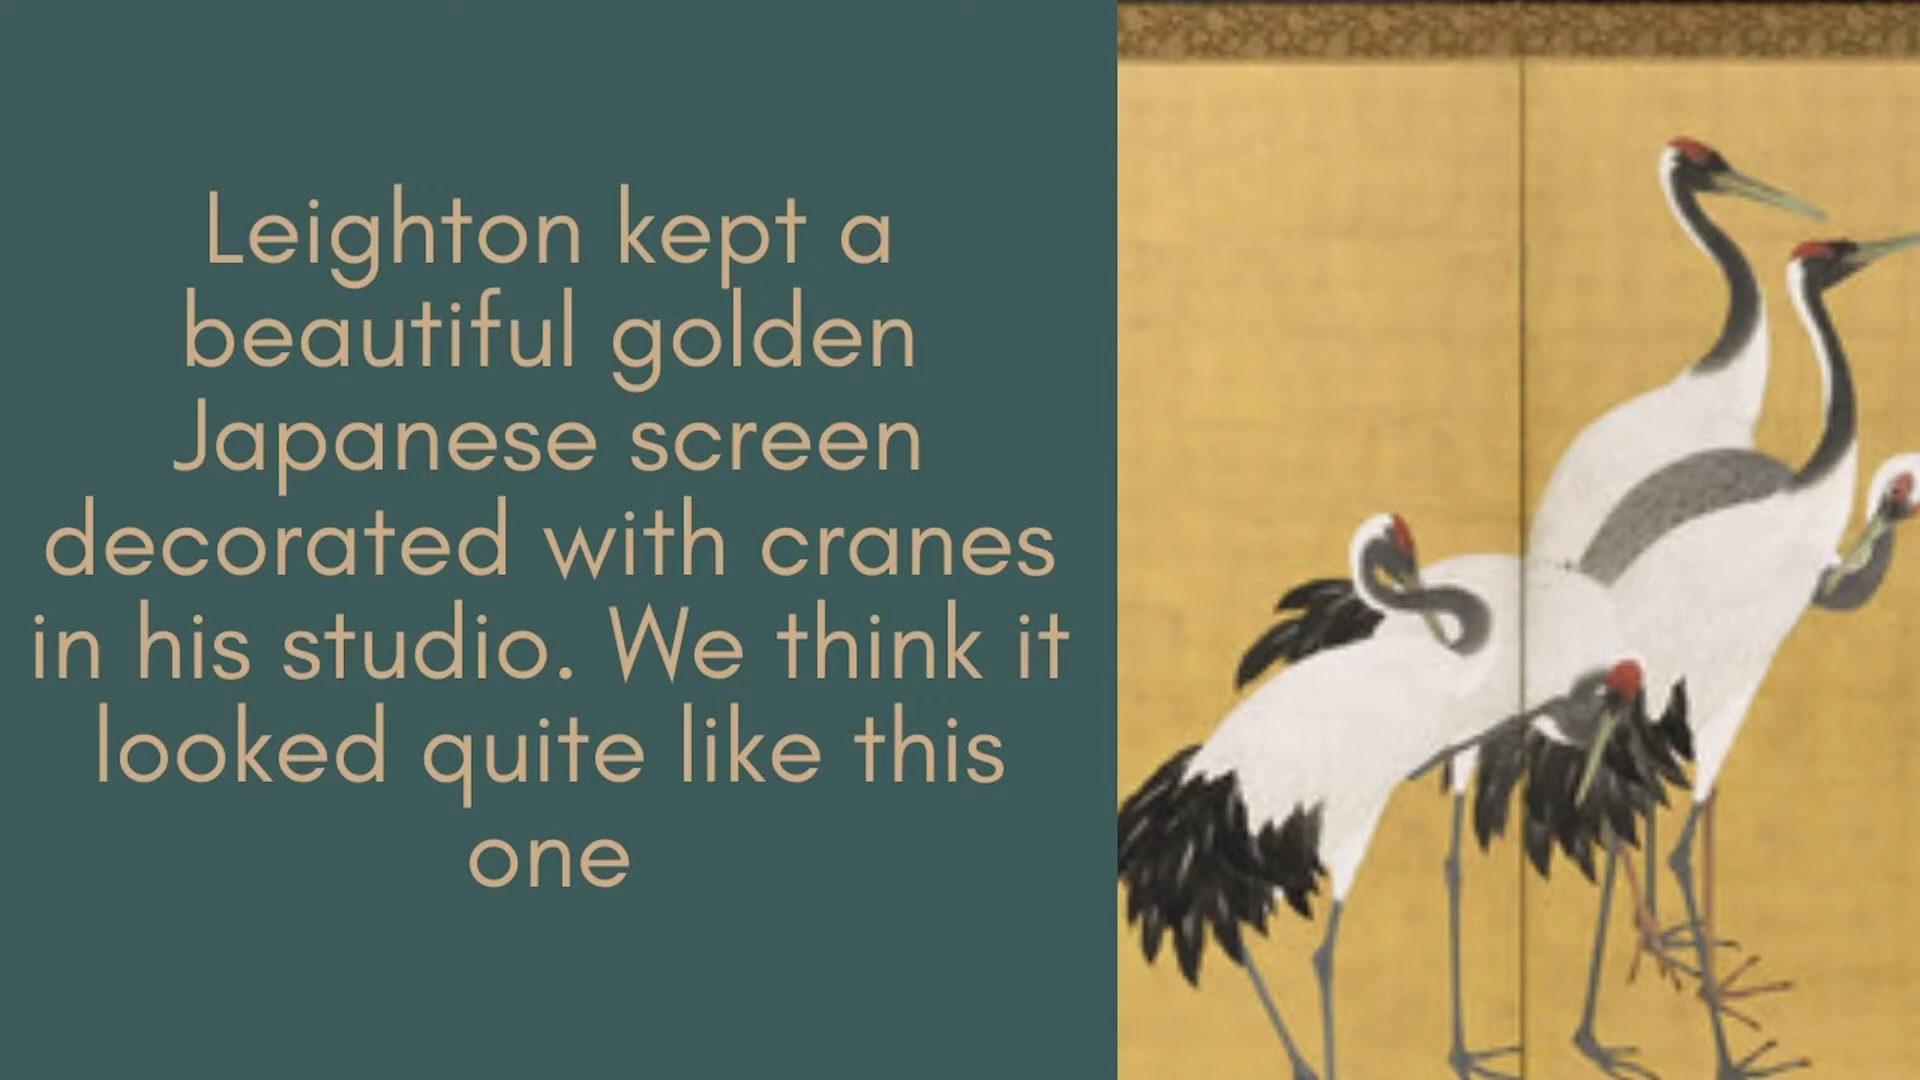 Leighton kept a
beautiful golden
Japanese screen
decorated with cranes
in his studio. We think it
looked quite like this
one